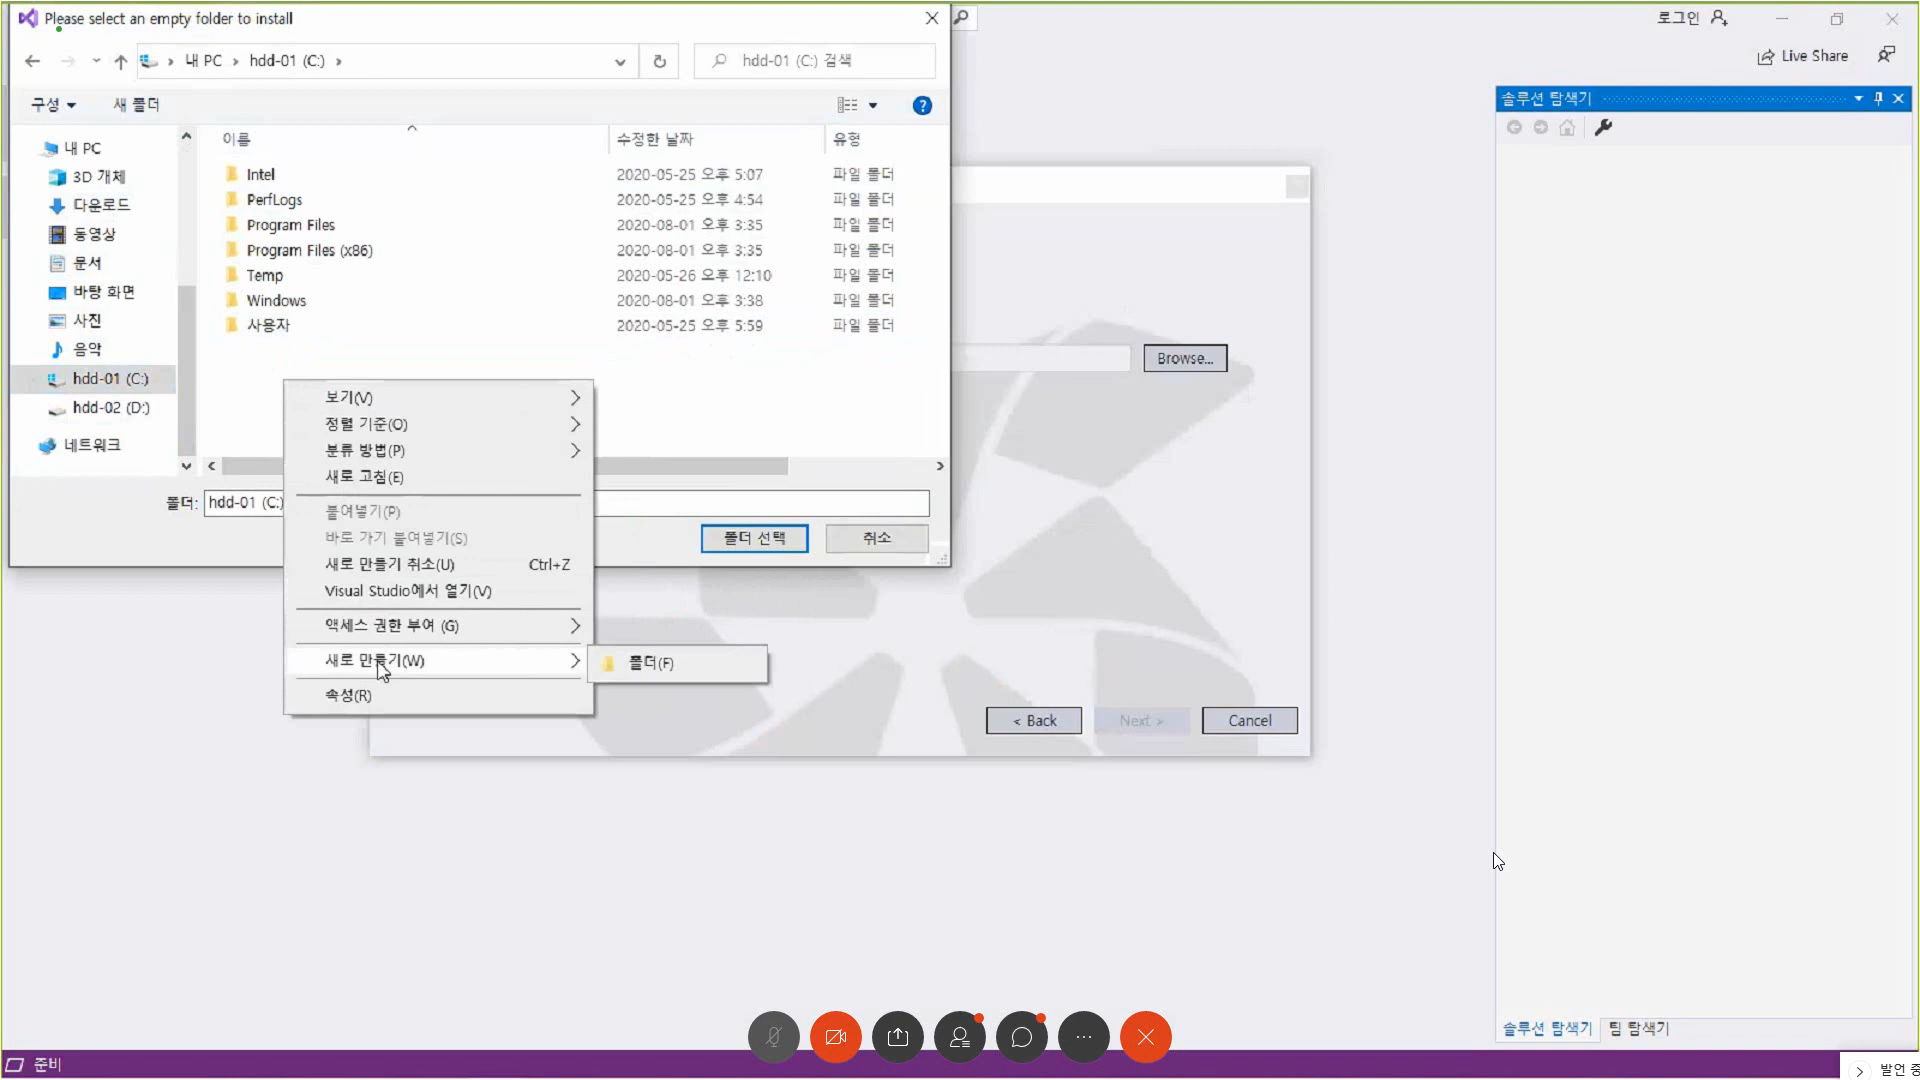 Please select an empty folder to install
로그인
Live Share
내 PC
hdd-01 (C:)
hdd-01 (C:) 검색
구성
새 폴더
솔루션 탐색기
이름
수정한 날짜
유형
내 PC
3D 개체
다운로드
동영상
문서
바탕 화면
사진
음악
hdd-01 (C:)
hdd-02 (D:)
네트워크
Intel 2020-05-25 오후 5:07 파일 폴더
PerfLogs 2020-05-25 오후 4:54 파일 폴더
Program Files 2020-08-01 오후 3:35 파일 폴더
Program Files (x86) 2020-08-01 오후 3:35 파일 폴더
Temp 2020-05-26 오후 12:10 파일 폴더
Windows 2020-08-01 오후 3:38 파일 폴더
사용자 2020-05-25 오후 5:59 파일 폴더
Browse...
보기(V)
정렬 기준(O)
분류 방법(P)
새로 고침(E)
붙여넣기(P)
바로 가기 붙여넣기(S)
새로 만들기 취소(U) Ctrl+Z
Visual Studio에서 열기(V)
액세스 권한 부여 (G)
새로 만들기(W)
폴더(F)
속성(R)
폴더: hdd-01 (C:)
폴더 선택
취소
< Back
Next >
Cancel
솔루션 탐색기
팀 탐색기
준비
발언 중